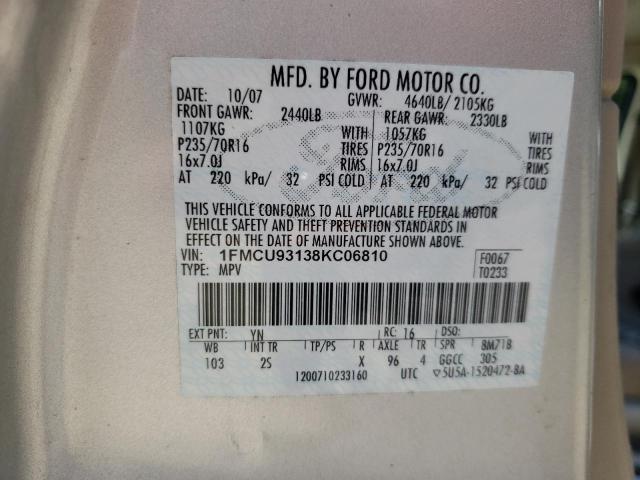 MFD. BY FORD MOTOR CO.
DATE: 10/07 GVWR: 4640LB/ 2105KG
FRONT GAWR: 2440LB REAR GAWR: 2330LB
1107KG WITH 1057KG WITH
P235/70R16 TIRES P235/70R16 TIRES
16x7.0J RIMS 16x7.0J RIMS
AT 220 kPa/ 32 PSI COLD AT 220 kPa/ 32 PSI COLD
THIS VEHICLE CONFORMS TO ALL APPLICABLE FEDERAL MOTOR
VEHICLE SAFETY AND THEFT PREVENTION STANDARDS IN
EFFECT ON THE DATE OF MANUFACTURE SHOWN ABOVE.
VIN: 1FMCU93138KC06810 F0067
TYPE: MPV T0233
EXT PNT: YN RC: 16 DSO:
WB INT TR TP/PS R AXLE TR SPR 8M718
103 2S X 96 4 GGCC 305
1200710233160 UTC ▽5U5A-1520472-8A